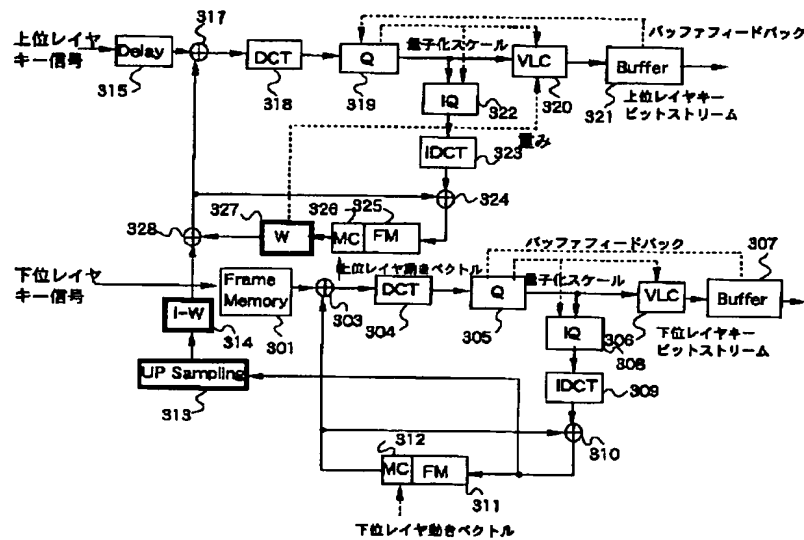 317
上位レイヤ
キー信号
Delay
315
DCT
318
Q
319
量子化スケール
バッファフィードバック
VLC
320
Buffer
321
上位レイヤキー
ビットストリーム
IQ
322
重み
IDCT
323
324
327
W
326
325
MC
FM
328
上位レイヤ動きベクトル
下位レイヤ
キー信号
Frame
Memory
301
303
DCT
304
Q
305
バッファフィードバック
量子化スケール
VLC
306
307
Buffer
下位レイヤキー
ビットストリーム
I-W
314
IQ
308
UP Sampling
313
IDCT
309
310
312
MC
FM
311
下位レイヤ動きベクトル